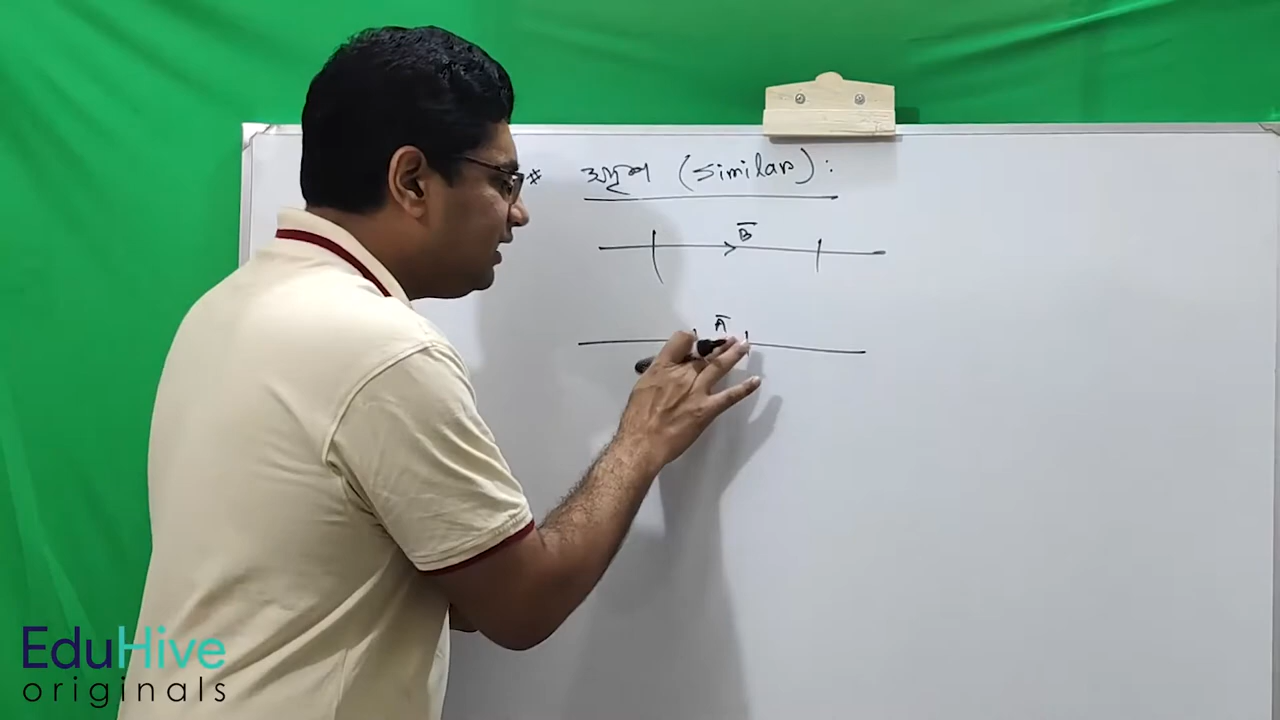 # সদৃশ (Similar) :
B̅
A̅
EduHive
originals